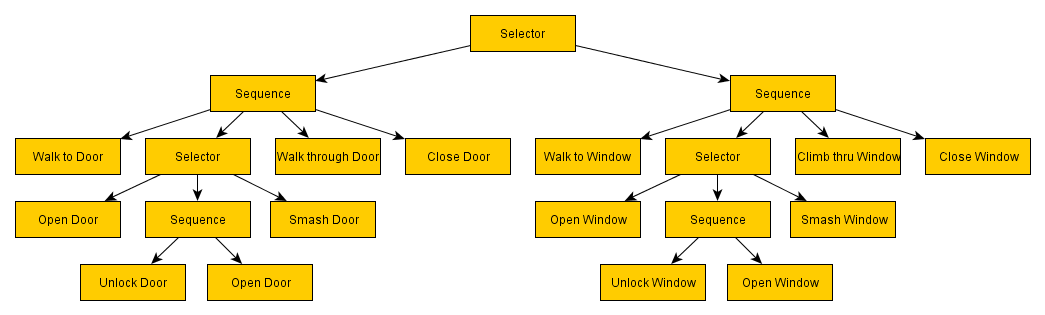 Selector
Sequence
Sequence
Walk to Door
Selector
Walk through Door
Close Door
Walk to Window
Selector
Climb thru Window
Close Window
Open Door
Sequence
Smash Door
Open Window
Sequence
Smash Window
Unlock Door
Open Door
Unlock Window
Open Window